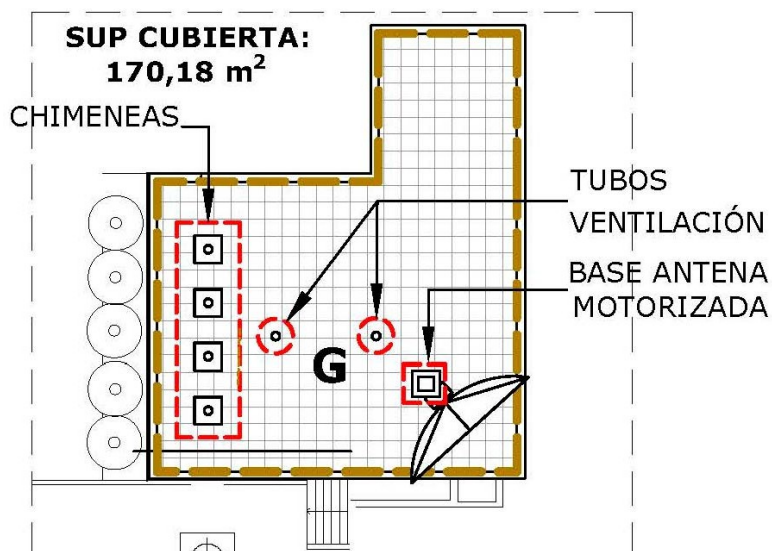 SUP CUBIERTA:
170,18 m²
CHIMENEAS
TUBOS
VENTILACIÓN
BASE ANTENA
MOTORIZADA
G